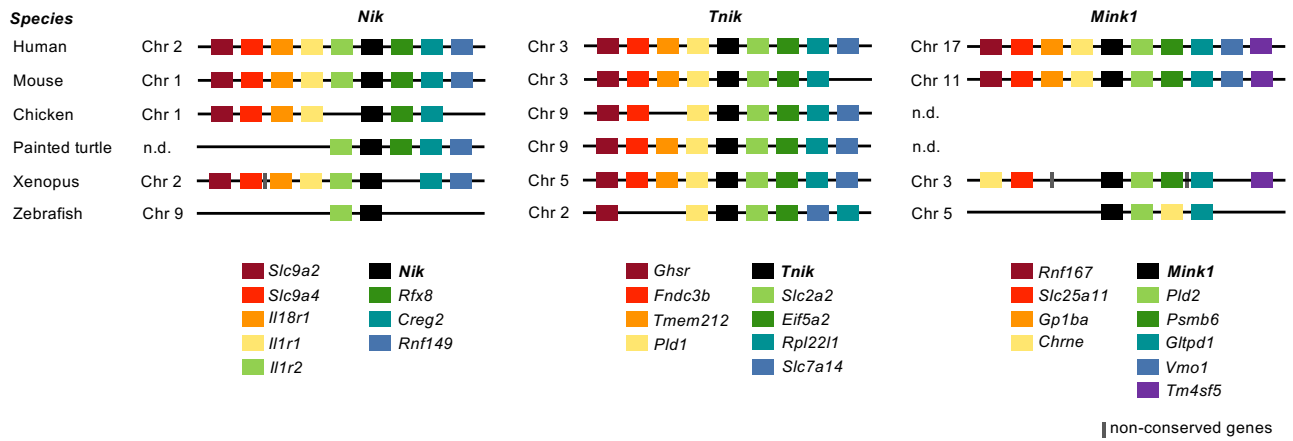 Species Nik Tnik Mink1
Human Chr 2 Chr 3 Chr 17
Mouse Chr 1 Chr 3 Chr 11
Chicken Chr 1 Chr 9 n.d.
Painted turtle n.d. Chr 9 n.d.
Xenopus Chr 2 Chr 5 Chr 3
Zebrafish Chr 9 Chr 2 Chr 5
Slc9a2 Nik
Slc9a4 Rfx8
Il18r1 Creg2
Il1r1 Rnf149
Il1r2
Ghsr Tnik
Fndc3b Slc2a2
Tmem212 Eif5a2
Pld1 Rpl22l1
Slc7a14
Rnf167 Mink1
Slc25a11 Pld2
Gp1ba Psmb6
Chrne Gltpd1
Vmo1
Tm4sf5
non-conserved genes